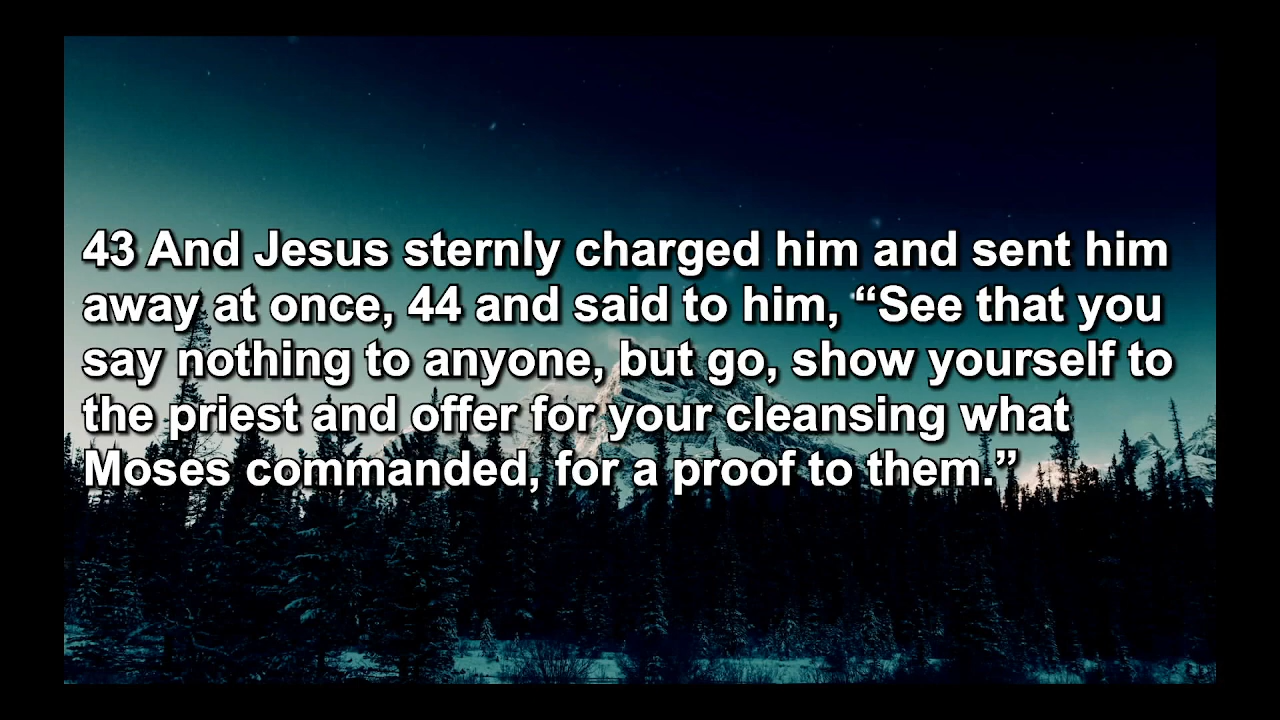 43 And Jesus sternly charged him and sent him
away at once, 44 and said to him, “See that you
say nothing to anyone, but go, show yourself to
the priest and offer for your cleansing what
Moses commanded, for a proof to them.”